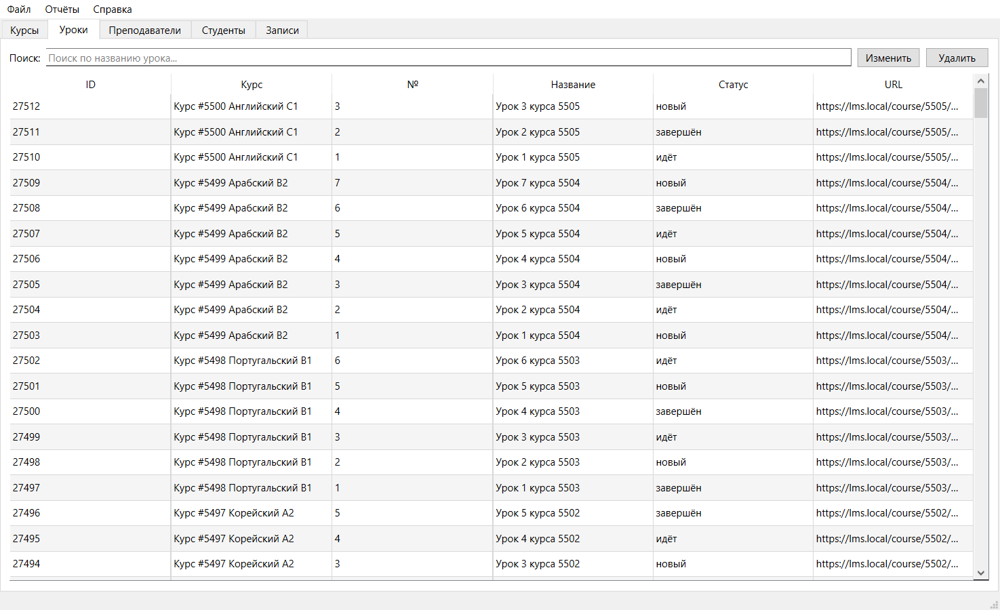 Файл Отчёты Справка
Курсы Уроки Преподаватели Студенты Записи
Поиск: Поиск по названию урока... Изменить Удалить
ID Курс № Название Статус URL
27512 Курс #5500 Английский C1 3 Урок 3 курса 5505 новый https://lms.local/course/5505/...
27511 Курс #5500 Английский C1 2 Урок 2 курса 5505 завершён https://lms.local/course/5505/...
27510 Курс #5500 Английский C1 1 Урок 1 курса 5505 идёт https://lms.local/course/5505/...
27509 Курс #5499 Арабский B2 7 Урок 7 курса 5504 новый https://lms.local/course/5504/...
27508 Курс #5499 Арабский B2 6 Урок 6 курса 5504 завершён https://lms.local/course/5504/...
27507 Курс #5499 Арабский B2 5 Урок 5 курса 5504 идёт https://lms.local/course/5504/...
27506 Курс #5499 Арабский B2 4 Урок 4 курса 5504 новый https://lms.local/course/5504/...
27505 Курс #5499 Арабский B2 3 Урок 3 курса 5504 завершён https://lms.local/course/5504/...
27504 Курс #5499 Арабский B2 2 Урок 2 курса 5504 идёт https://lms.local/course/5504/...
27503 Курс #5499 Арабский B2 1 Урок 1 курса 5504 новый https://lms.local/course/5504/...
27502 Курс #5498 Португальский B1 6 Урок 6 курса 5503 идёт https://lms.local/course/5503/...
27501 Курс #5498 Португальский B1 5 Урок 5 курса 5503 новый https://lms.local/course/5503/...
27500 Курс #5498 Португальский B1 4 Урок 4 курса 5503 завершён https://lms.local/course/5503/...
27499 Курс #5498 Португальский B1 3 Урок 3 курса 5503 идёт https://lms.local/course/5503/...
27498 Курс #5498 Португальский B1 2 Урок 2 курса 5503 новый https://lms.local/course/5503/...
27497 Курс #5498 Португальский B1 1 Урок 1 курса 5503 завершён https://lms.local/course/5503/...
27496 Курс #5497 Корейский A2 5 Урок 5 курса 5502 завершён https://lms.local/course/5502/...
27495 Курс #5497 Корейский A2 4 Урок 4 курса 5502 идёт https://lms.local/course/5502/...
27494 Курс #5497 Корейский A2 3 Урок 3 курса 5502 новый https://lms.local/course/5502/...